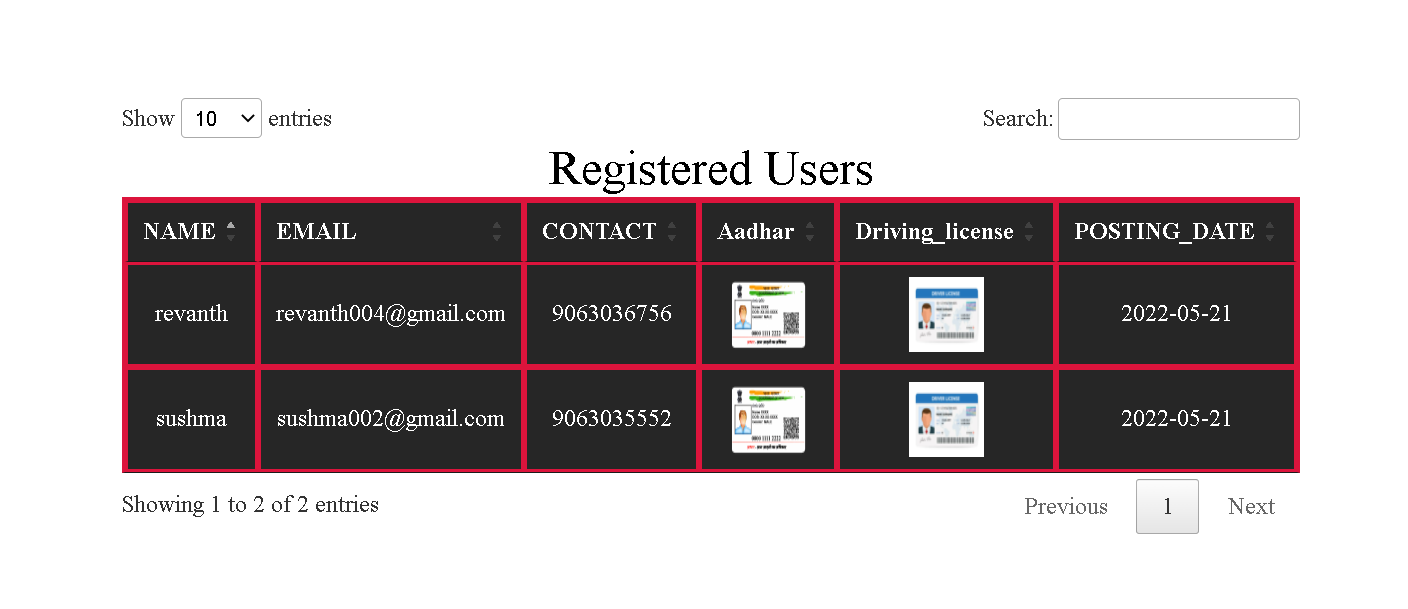 Show 10 entries Search:
Registered Users
NAME EMAIL CONTACT Aadhar Driving_license POSTING_DATE
revanth revanth004@gmail.com 9063036756 2022-05-21
sushma sushma002@gmail.com 9063035552 2022-05-21
Showing 1 to 2 of 2 entries Previous 1 Next